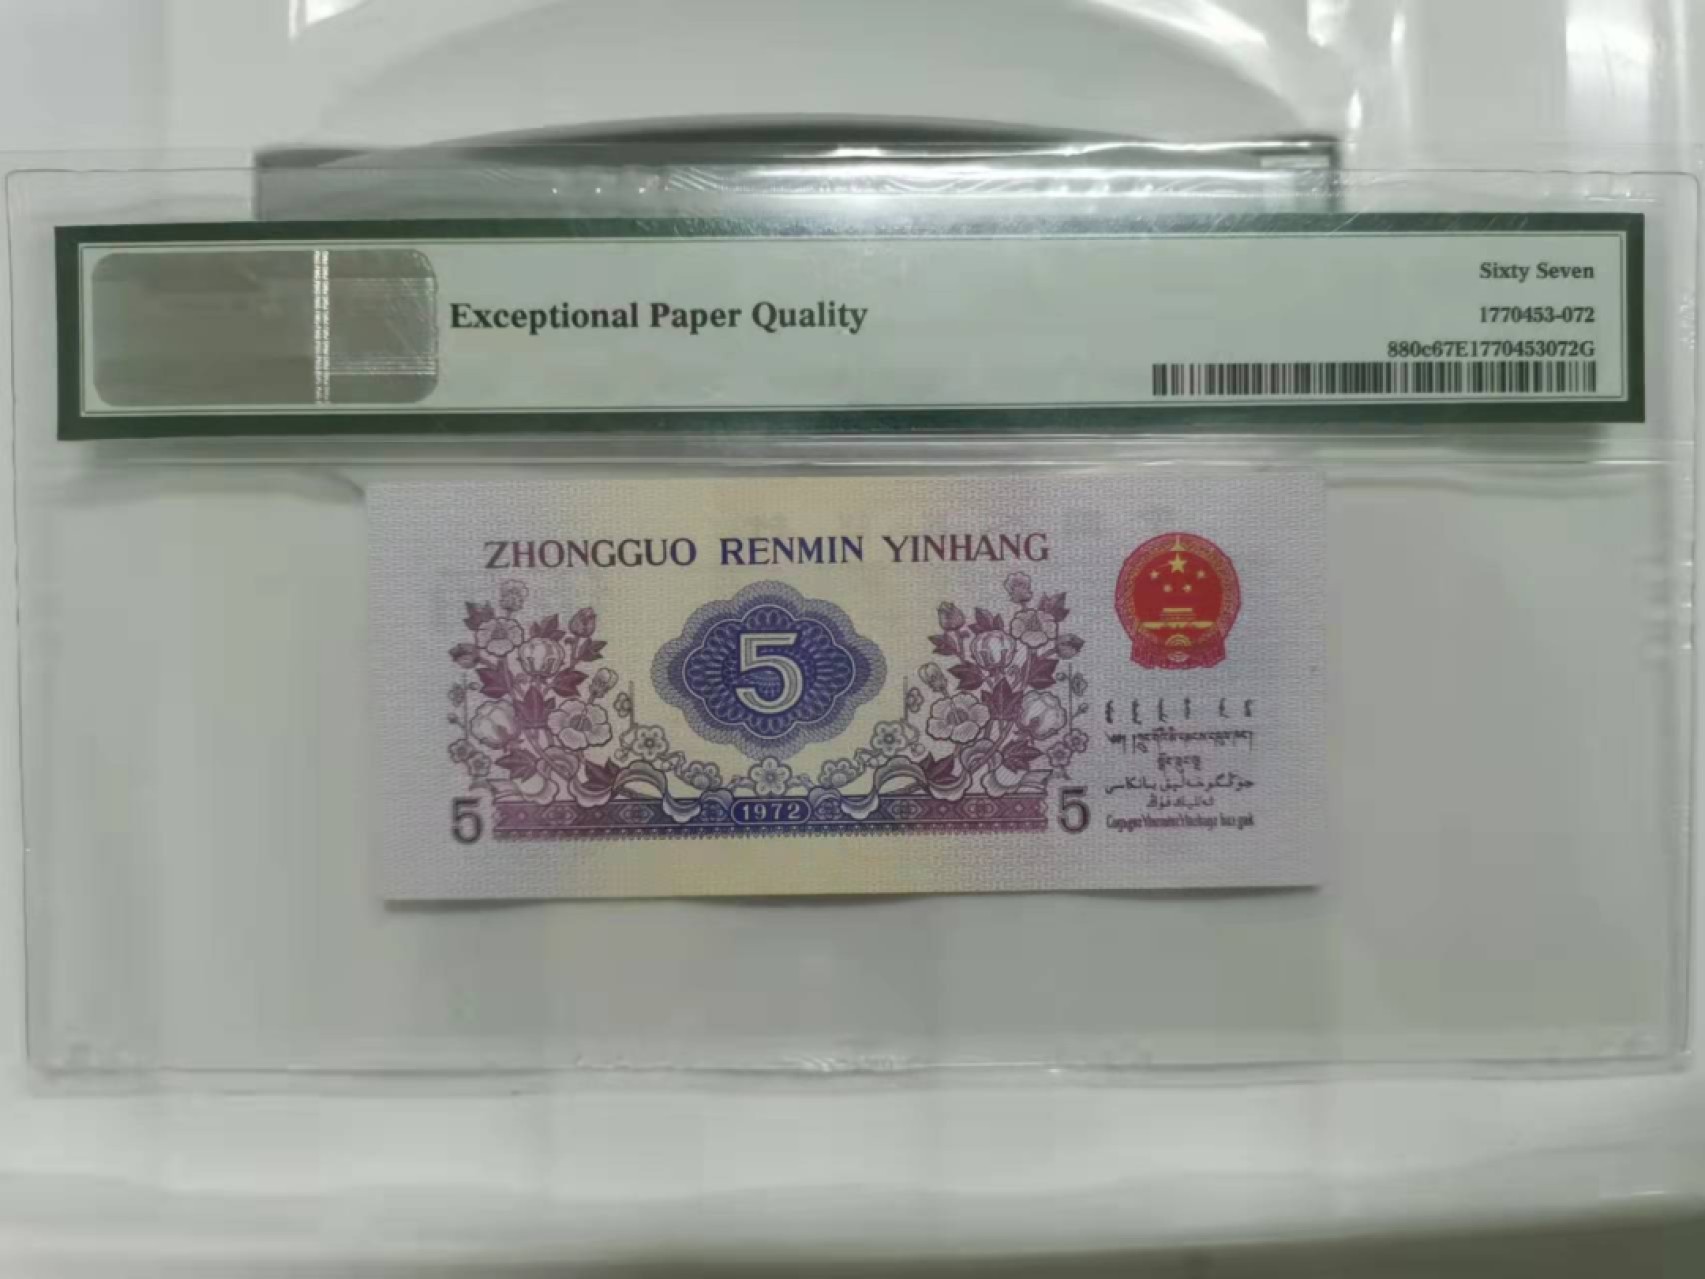 Sixty Seven
Exceptional Paper Quality
1770453-072
880c67E1770453072G
ZHONGGUO RENMIN YINHANG
5
1972
5
5